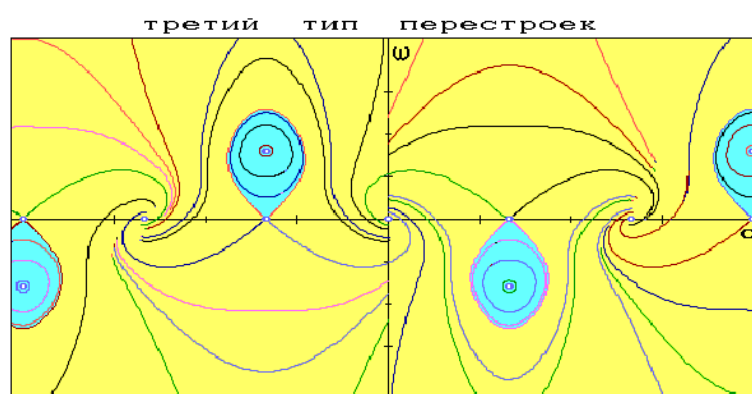 третий тип перестроек
ω
α